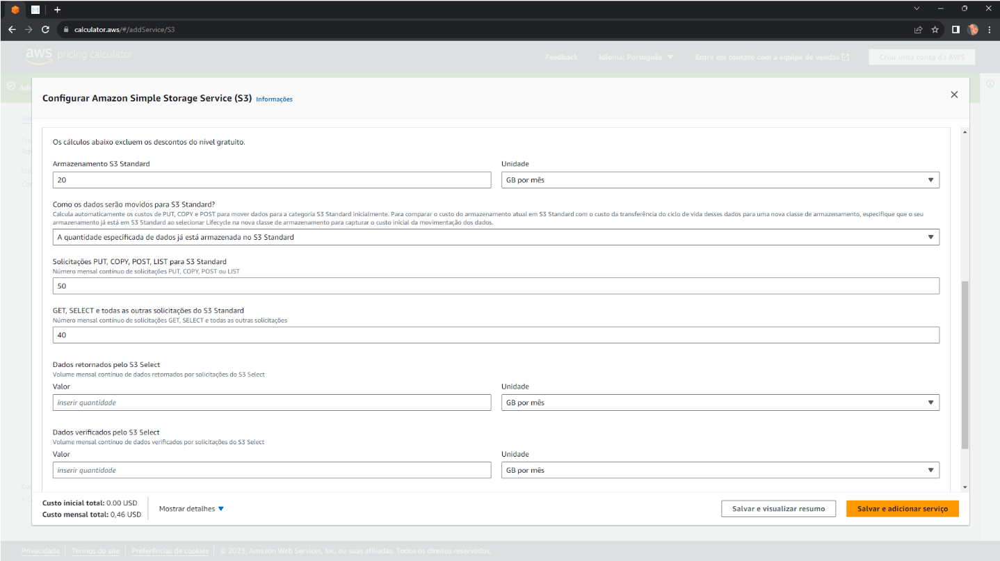 calculator.aws/#/addService/S3
aws pricing calculator
Feedback
Idioma: Português
Entre em contato com a equipe de vendas
Criar uma conta da AWS
Configurar Amazon Simple Storage Service (S3) Informações
Os cálculos abaixo excluem os descontos do nível gratuito.
Armazenamento S3 Standard
Unidade
20
GB por mês
Como os dados serão movidos para S3 Standard?
Calcula automaticamente os custos de PUT, COPY e POST para mover dados para a categoria S3 Standard inicialmente. Para comparar o custo do armazenamento atual em S3 Standard com o custo da transferência do ciclo de vida desses dados para uma nova classe de armazenamento, especifique que o seu
armazenamento já está em S3 Standard ao selecionar Lifecycle na nova classe de armazenamento para capturar o custo inicial da movimentação dos dados.
A quantidade especificada de dados já está armazenada no S3 Standard
Solicitações PUT, COPY, POST, LIST para S3 Standard
Número mensal contínuo de solicitações PUT, COPY, POST ou LIST
50
GET, SELECT e todas as outras solicitações do S3 Standard
Número mensal contínuo de solicitações GET, SELECT e todas as outras solicitações
40
Dados retornados pelo S3 Select
Volume mensal contínuo de dados retornados por solicitações do S3 Select
Valor
Unidade
inserir quantidade
GB por mês
Dados verificados pelo S3 Select
Volume mensal contínuo de dados verificados por solicitações do S3 Select
Valor
Unidade
inserir quantidade
GB por mês
Custo inicial total: 0.00 USD
Custo mensal total: 0,46 USD
Mostrar detalhes
Salvar e visualizar resumo
Salvar e adicionar serviço
Privacidade
Termos do site
Preferências de cookies
© 2023, Amazon Web Services, Inc. ou suas afiliadas. Todos os direitos reservados.